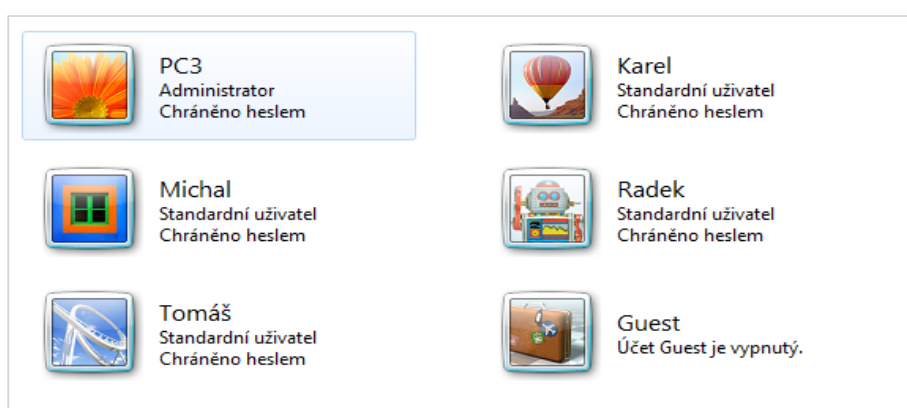 PC3
Administrator
Chráněno heslem
Karel
Standardní uživatel
Chráněno heslem
Michal
Standardní uživatel
Chráněno heslem
Radek
Standardní uživatel
Chráněno heslem
Tomáš
Standardní uživatel
Chráněno heslem
Guest
Účet Guest je vypnutý.